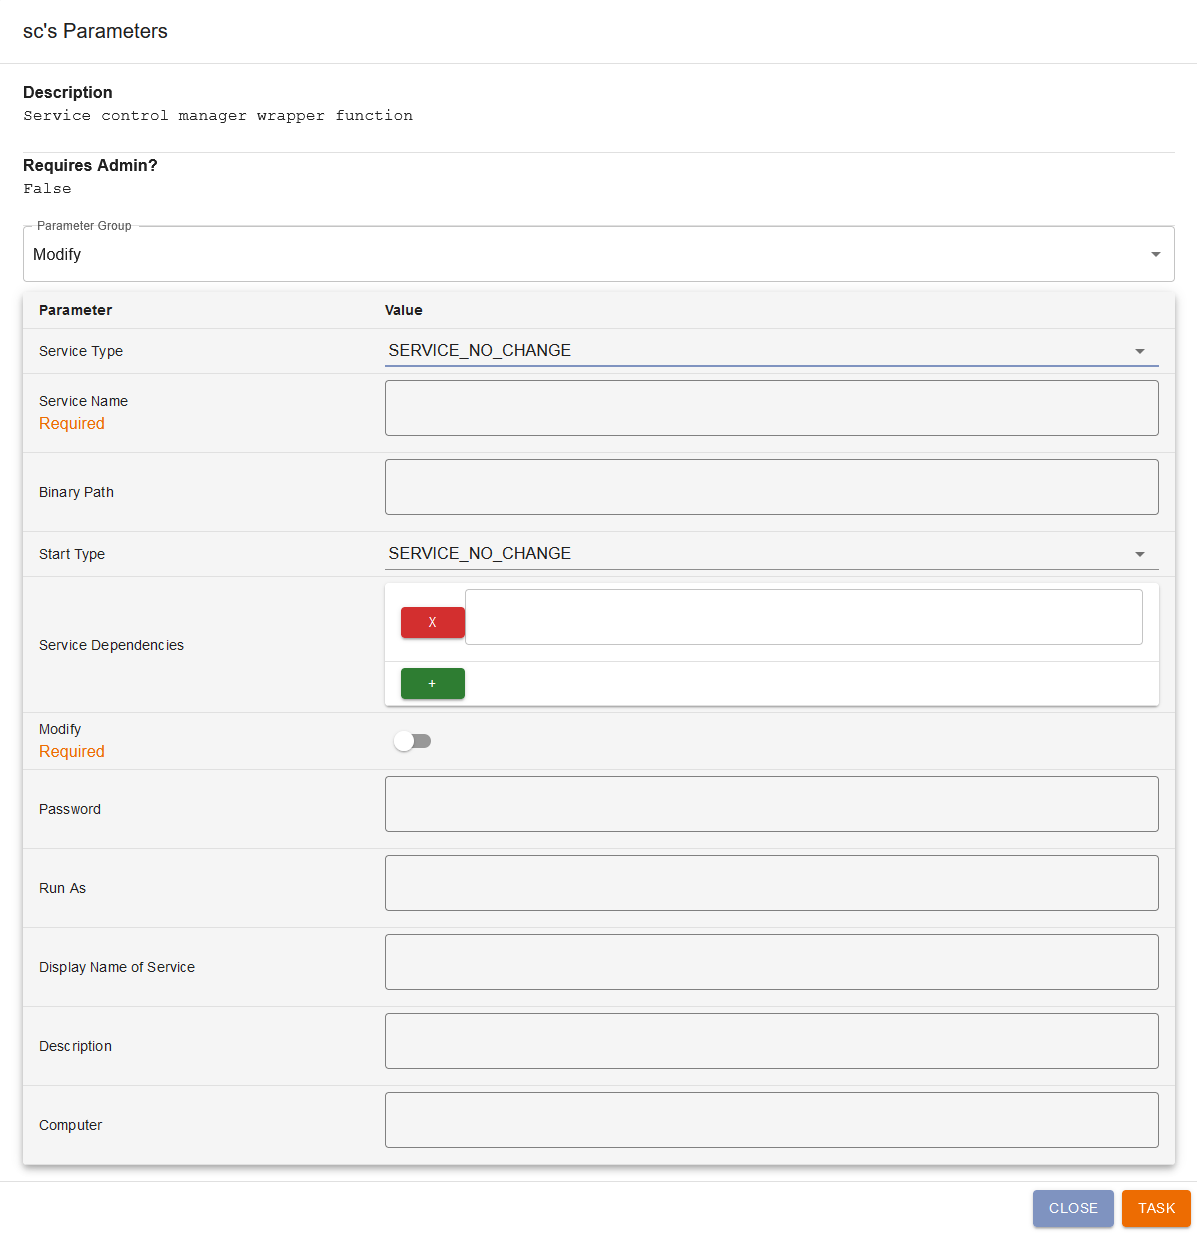 sc's Parameters
Description
Service control manager wrapper function
Requires Admin?
False
Parameter Group
Modify
Parameter Value
Service Type SERVICE_NO_CHANGE
Service Name
Required
Binary Path
Start Type SERVICE_NO_CHANGE
X
Service Dependencies
+
Modify
Required
Password
Run As
Display Name of Service
Description
Computer
CLOSE TASK